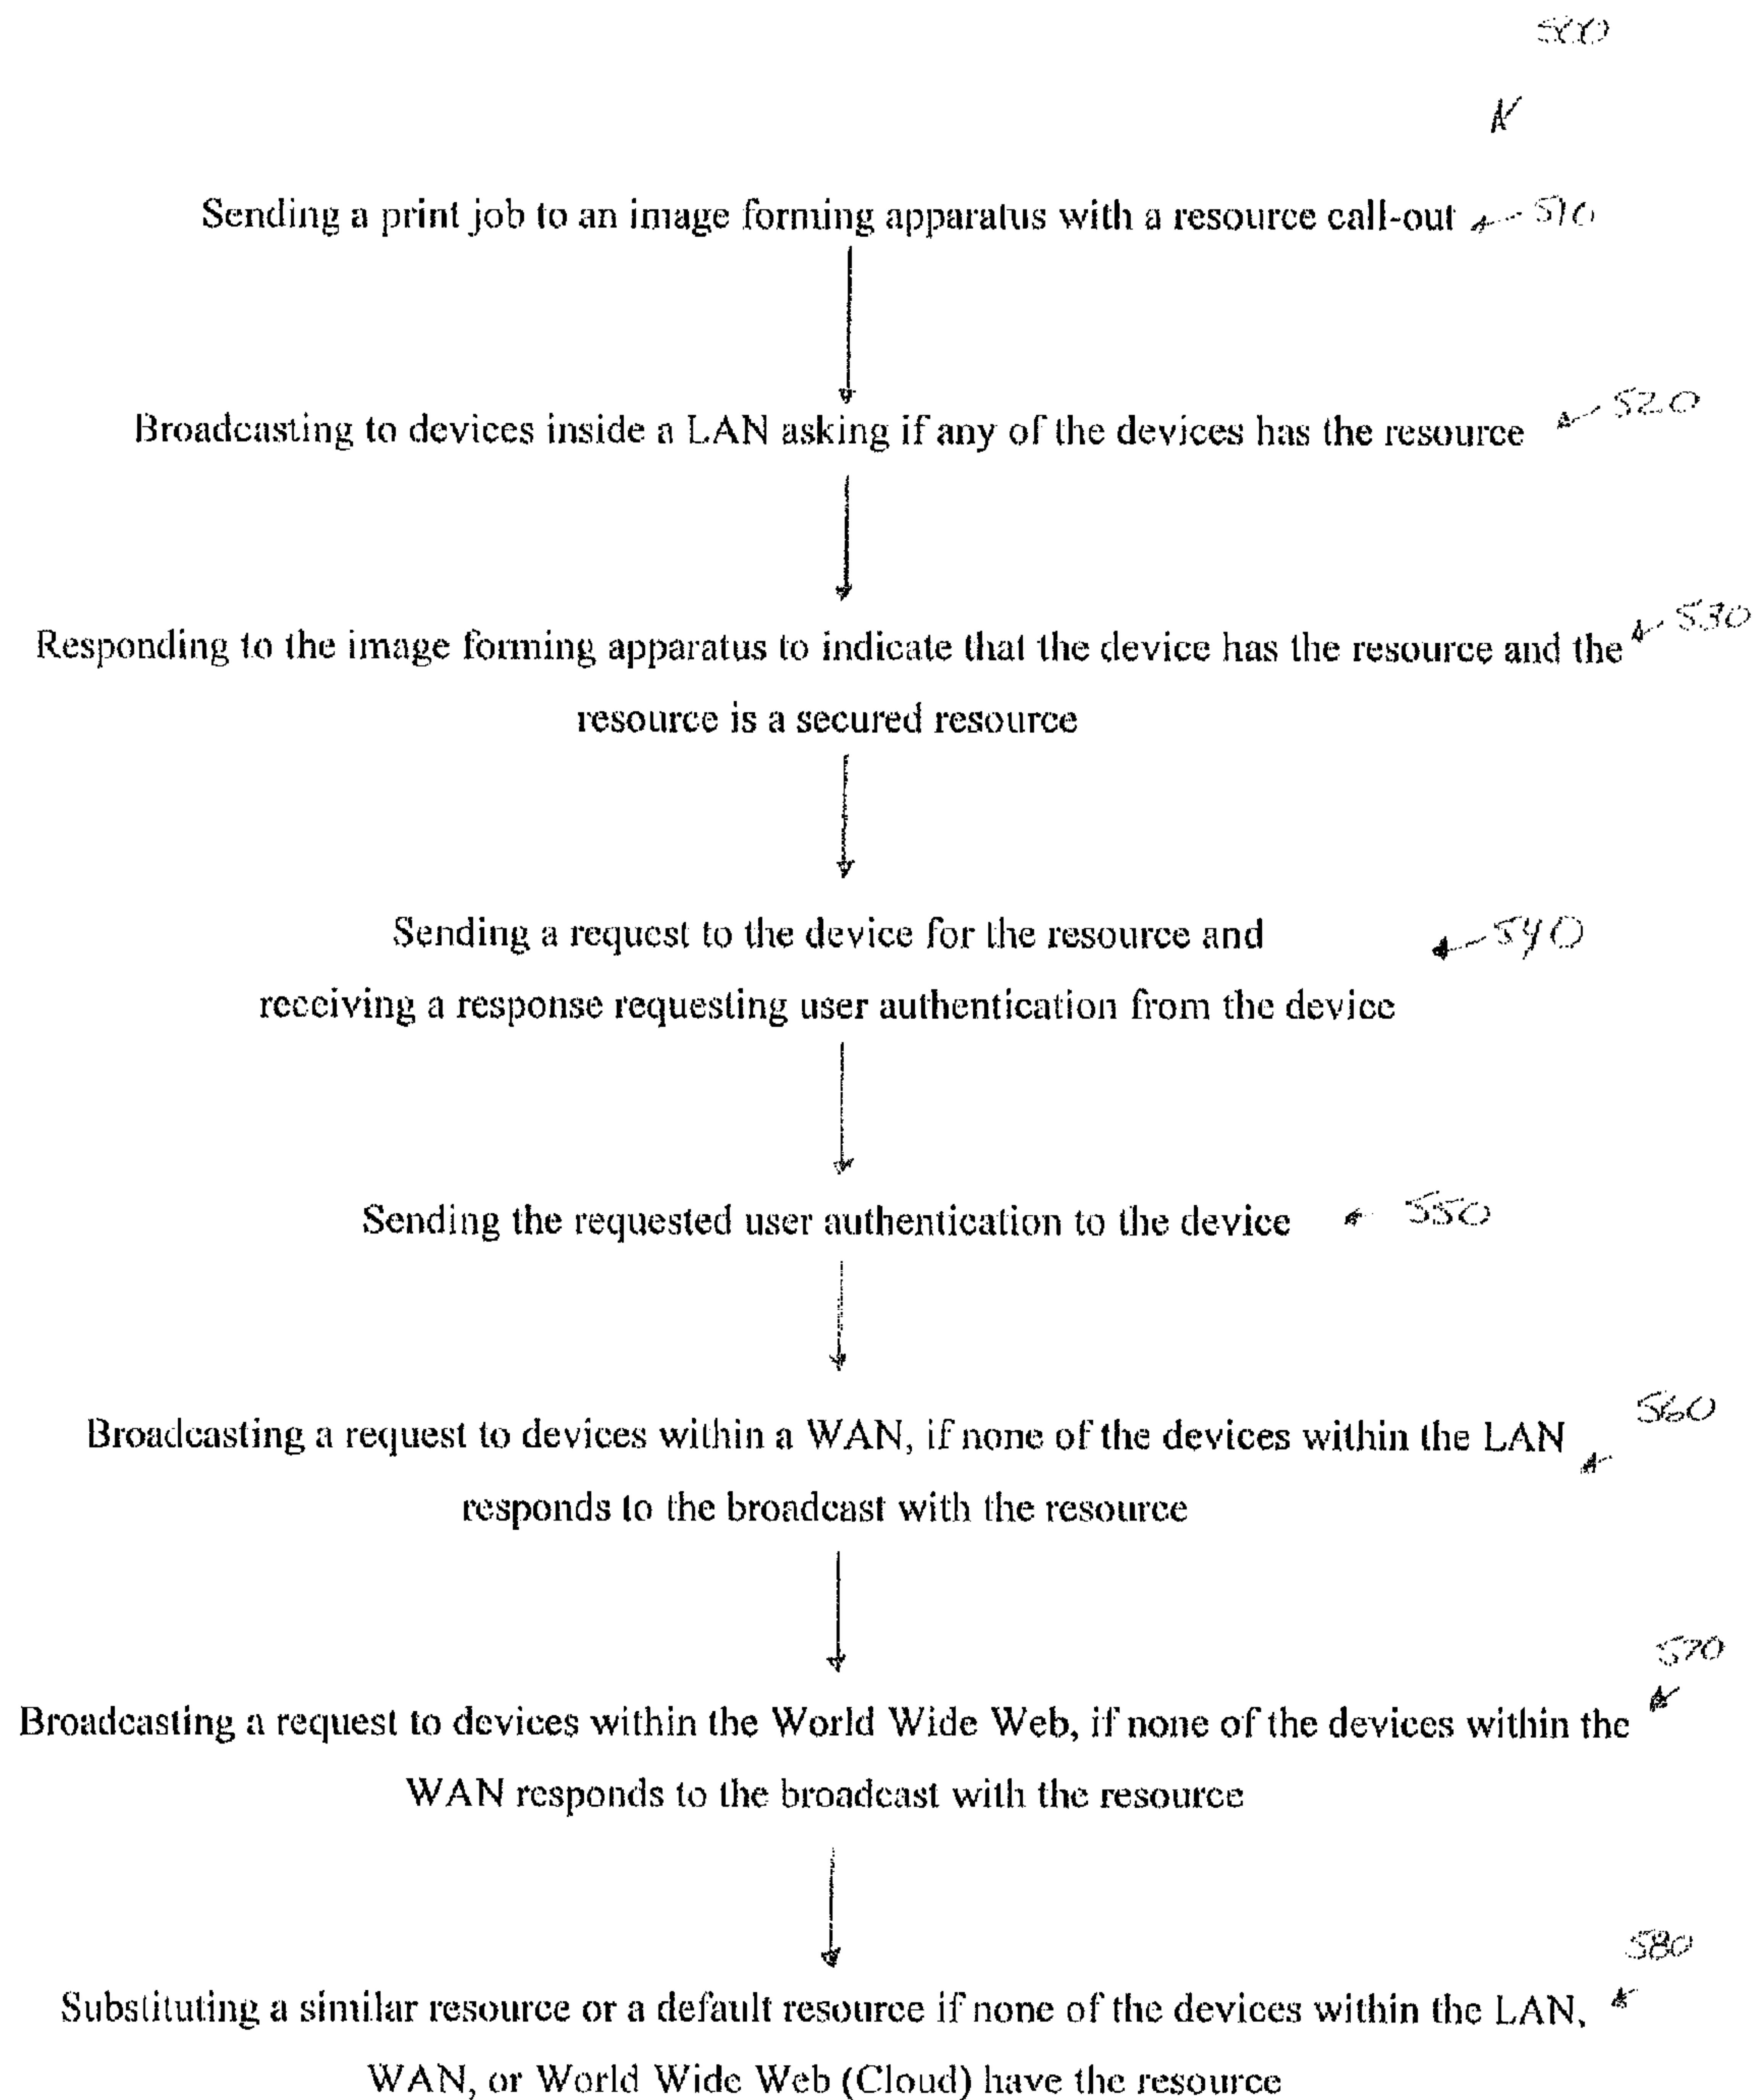 500
Sending a print job to an image forming apparatus with a resource call-out 510
Broadcasting to devices inside a LAN asking if any of the devices has the resource 520
Responding to the image forming apparatus to indicate that the device has the resource and the 530
resource is a secured resource
Sending a request to the device for the resource and 540
receiving a response requesting user authentication from the device
Sending the requested user authentication to the device 550
Broadcasting a request to devices within a WAN, if none of the devices within the LAN 560
responds to the broadcast with the resource
Broadcasting a request to devices within the World Wide Web, if none of the devices within the 570
WAN responds to the broadcast with the resource
Substituting a similar resource or a default resource if none of the devices within the LAN, 580
WAN, or World Wide Web (Cloud) have the resource